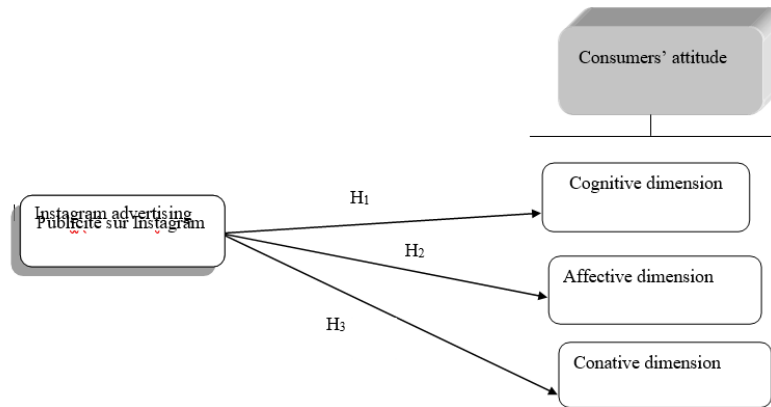 Consumers’ attitude
Cognitive dimension
H₁
Instagram advertising
Publicité sur Instagram
H₂
Affective dimension
H₃
Conative dimension